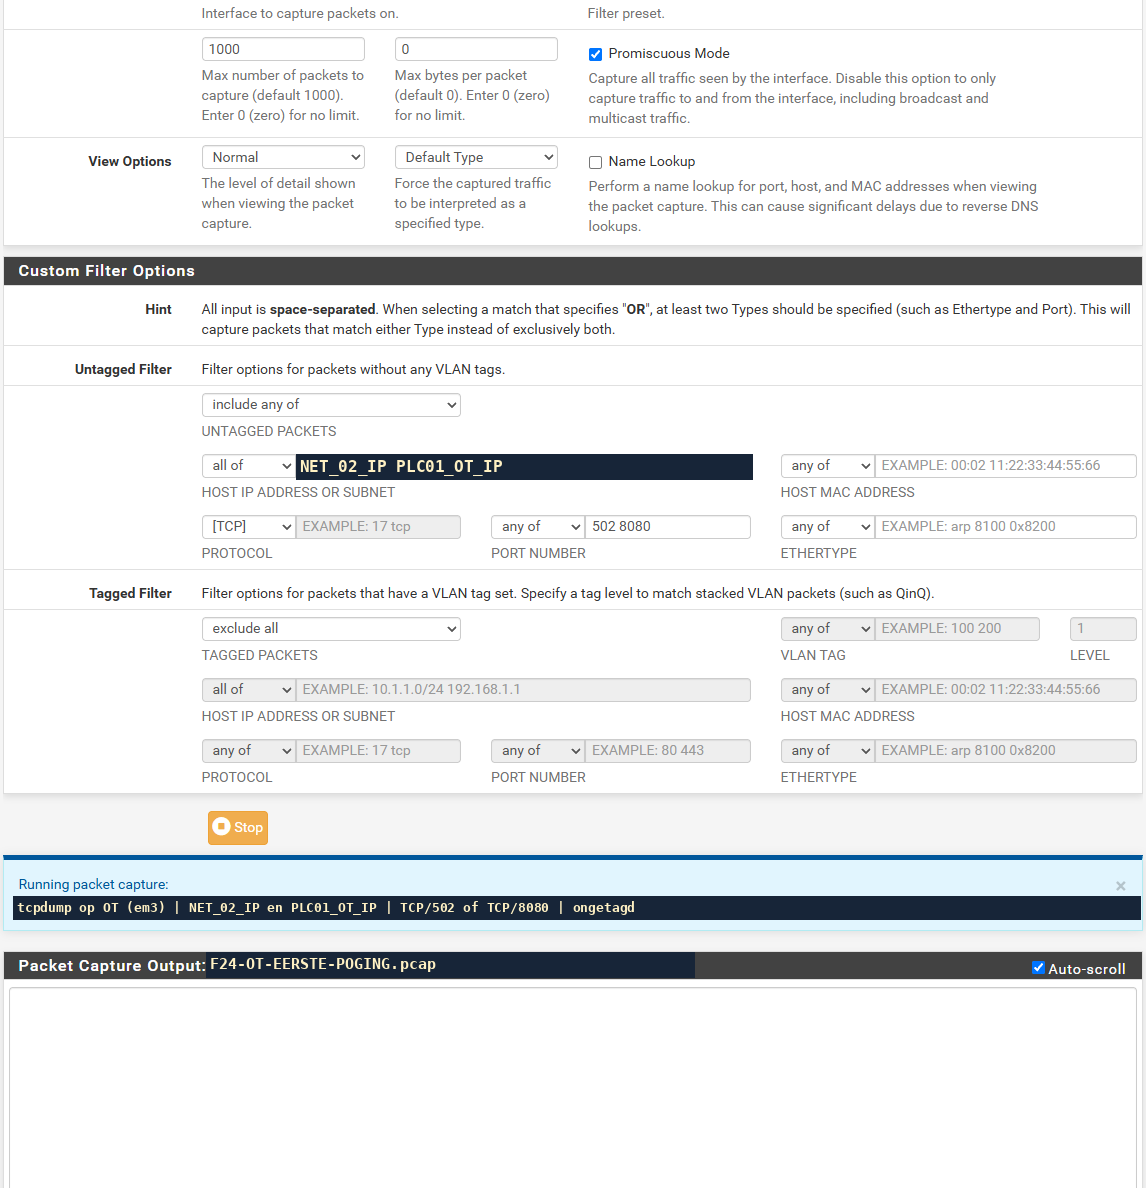 Interface to capture packets on.
Filter preset.
1000
0
Promiscuous Mode
Max number of packets to
capture (default 1000).
Enter 0 (zero) for no limit.
Max bytes per packet
(default 0). Enter 0 (zero)
for no limit.
Capture all traffic seen by the interface. Disable this option to only
capture traffic to and from the interface, including broadcast and
multicast traffic.
View Options
Normal
Default Type
Name Lookup
The level of detail shown
when viewing the packet
capture.
Force the captured traffic
to be interpreted as a
specified type.
Perform a name lookup for port, host, and MAC addresses when viewing
the packet capture. This can cause significant delays due to reverse DNS
lookups.
Custom Filter Options
Hint
All input is space-separated. When selecting a match that specifies "OR", at least two Types should be specified (such as Ethertype and Port). This will
capture packets that match either Type instead of exclusively both.
Untagged Filter
Filter options for packets without any VLAN tags.
include any of
UNTAGGED PACKETS
all of
NET_02_IP PLC01_OT_IP
any of
EXAMPLE: 00:02 11:22:33:44:55:66
HOST IP ADDRESS OR SUBNET
HOST MAC ADDRESS
[TCP]
EXAMPLE: 17 tcp
any of
502 8080
any of
EXAMPLE: arp 8100 0x8200
PROTOCOL
PORT NUMBER
ETHERTYPE
Tagged Filter
Filter options for packets that have a VLAN tag set. Specify a tag level to match stacked VLAN packets (such as QinQ).
exclude all
any of
EXAMPLE: 100 200
1
TAGGED PACKETS
VLAN TAG
LEVEL
all of
EXAMPLE: 10.1.1.0/24 192.168.1.1
any of
EXAMPLE: 00:02 11:22:33:44:55:66
HOST IP ADDRESS OR SUBNET
HOST MAC ADDRESS
any of
EXAMPLE: 17 tcp
any of
EXAMPLE: 80 443
any of
EXAMPLE: arp 8100 0x8200
PROTOCOL
PORT NUMBER
ETHERTYPE
Stop
Running packet capture:
×
tcpdump op OT (em3) | NET_02_IP en PLC01_OT_IP | TCP/502 of TCP/8080 | ongetagd
Packet Capture Output: F24-OT-EERSTE-POGING.pcap
Auto-scroll